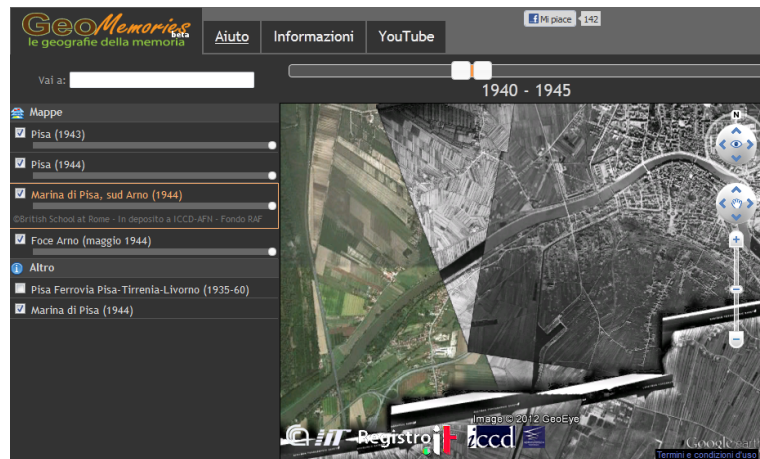 GeoMemories
beta
le geografie della memoria
Aiuto
Informazioni
YouTube
Mi piace
142
Vai a:
1940 - 1945
Mappe
Pisa (1943)
Pisa (1944)
Marina di Pisa, sud Arno (1944)
©British School at Rome - In deposito a ICCD-AFN - Fondo RAF
Foce Arno (maggio 1944)
Altro
Pisa Ferrovia Pisa-Tirrenia-Livorno (1935-60)
Marina di Pisa (1944)
N
Image © 2012 GeoEye
IIT
Registro.it
iccd
Google earth
Termini e condizioni d'uso